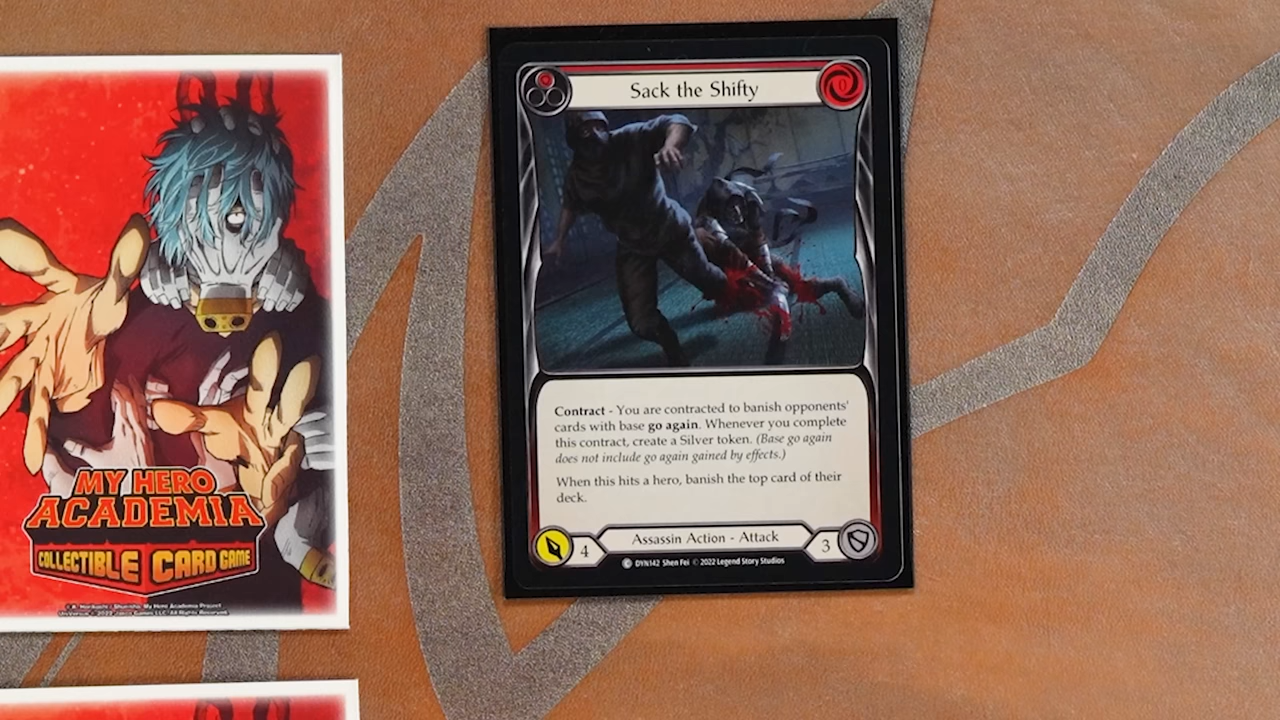 Sack the Shifty
0
Contract - You are contracted to banish opponents'
cards with base go again. Whenever you complete
this contract, create a Silver token. (Base go again
does not include go again gained by effects.)
When this hits a hero, banish the top card of their
deck.
4
Assassin Action - Attack
3
C DYN142 Shen Fei © 2022 Legend Story Studios
MY HERO
ACADEMIA
COLLECTIBLE CARD GAME